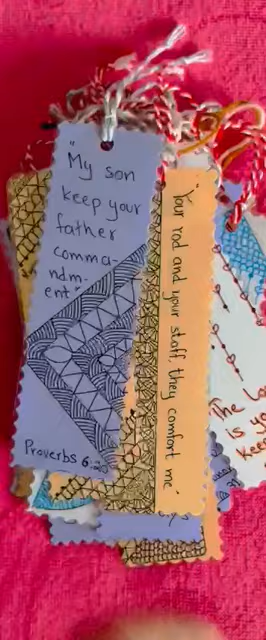 "My son
keep your
father
comma-
ndm-
ent"
Proverbs 6:20
"Your rod and your staff, they comfort me"
The Lo
is yo
keep